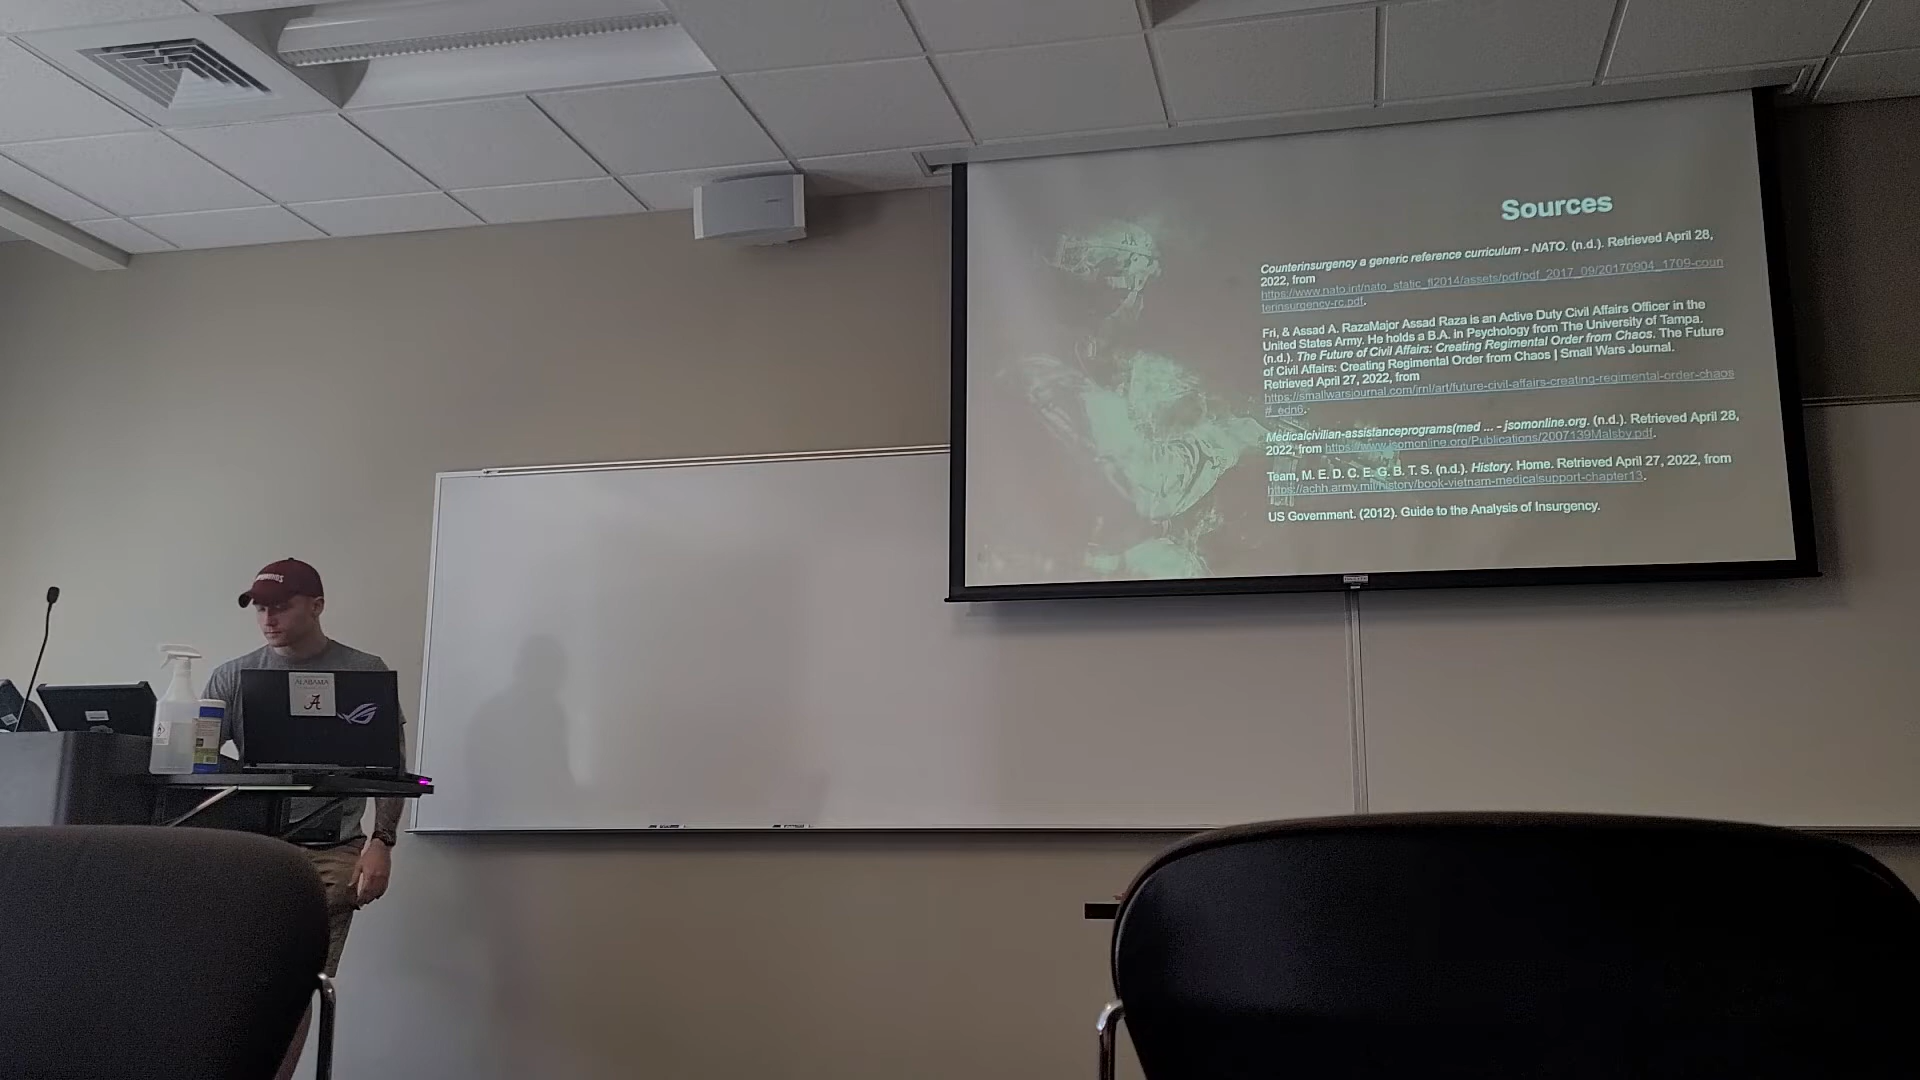 Sources
Counterinsurgency a generic reference curriculum - NATO. (n.d.). Retrieved April 28,
2022, from
https://www.nato.int/nato_static_fl2014/assets/pdf/pdf_2017_09/20170904_1709-coun
terinsurgency-rc.pdf.
Fri, & Assad A. RazaMajor Assad Raza is an Active Duty Civil Affairs Officer in the
United States Army. He holds a B.A. in Psychology from The University of Tampa.
(n.d.). The Future of Civil Affairs: Creating Regimental Order from Chaos. The Future
of Civil Affairs: Creating Regimental Order from Chaos | Small Wars Journal.
Retrieved April 27, 2022, from
https://smallwarsjournal.com/jrnl/art/future-civil-affairs-creating-regimental-order-chaos
#_edn6.
Medicalcivilian-assistanceprograms(med ... - jsomonline.org. (n.d.). Retrieved April 28,
2022, from https://www.jsomonline.org/Publications/2007139Malsby.pdf.
Team, M. E. D. C. E. G. B. T. S. (n.d.). History. Home. Retrieved April 27, 2022, from
https://achh.army.mil/history/book-vietnam-medicalsupport-chapter13.
US Government. (2012). Guide to the Analysis of Insurgency.
ALABAMA
A